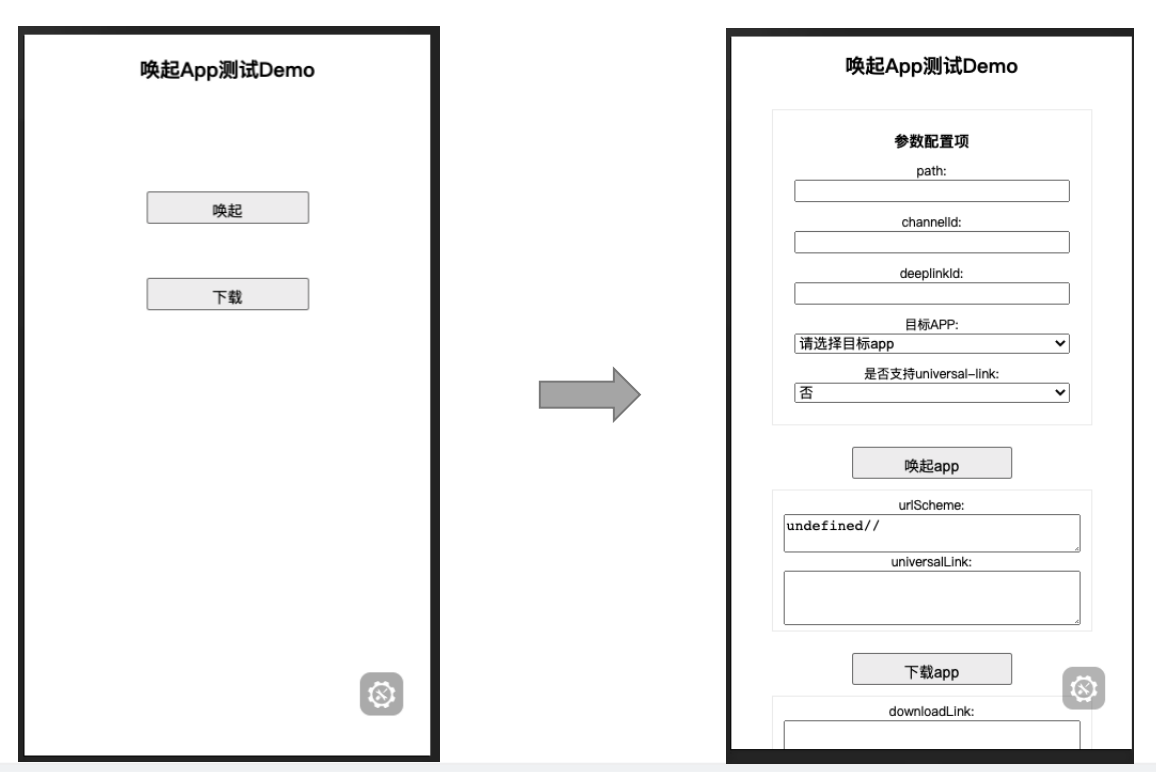 唤起App测试Demo
唤起
下载
唤起App测试Demo
参数配置项
path:
channelId:
deeplinkId:
目标APP:
请选择目标app
是否支持universal-link:
否
唤起app
urlScheme:
undefined//
universalLink:
下载app
downloadLink: